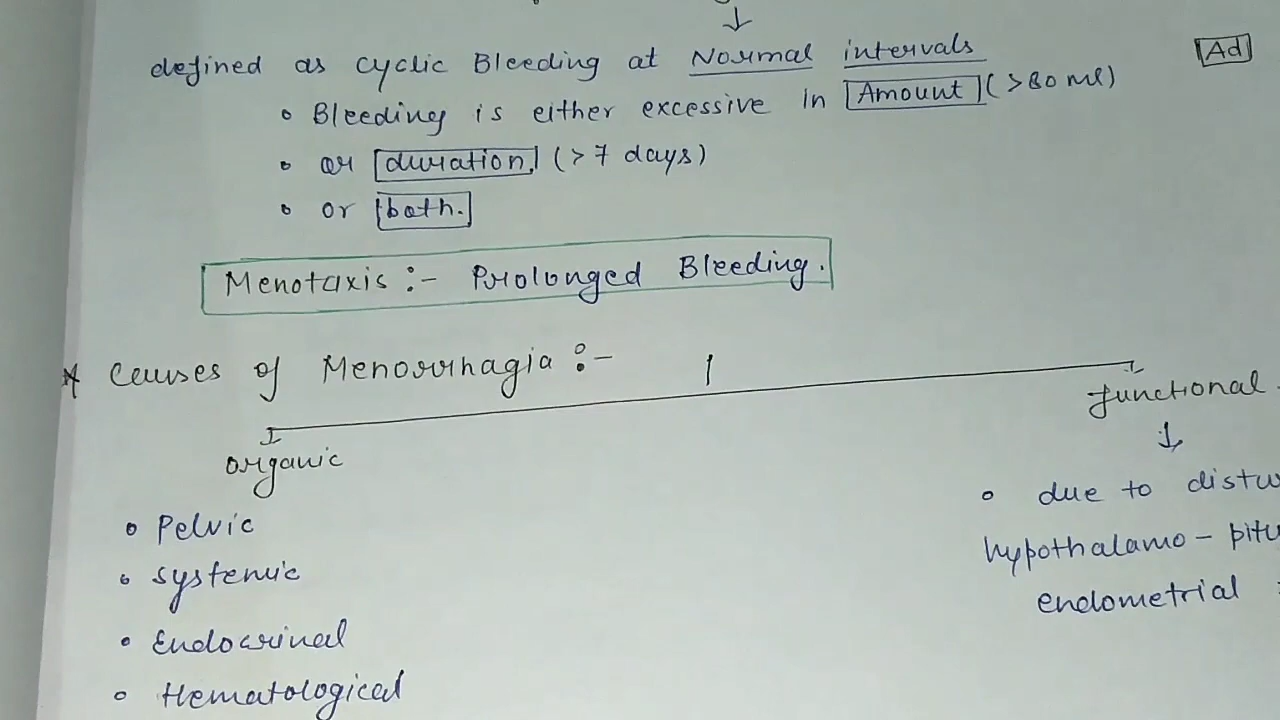 defined as cyclic Bleeding at Normal intervals
Ad
• Bleeding is either excessive in Amount (>80 ml)
• or duration. (>7 days)
• or both.
Menotaxis :- Prolonged Bleeding.
* Causes of Menorrhagia :-
functional.
organic
• due to distu
• Pelvic
hypothalamo - pitu
• systemic
endometrial
• Endocrinal
• Hematological